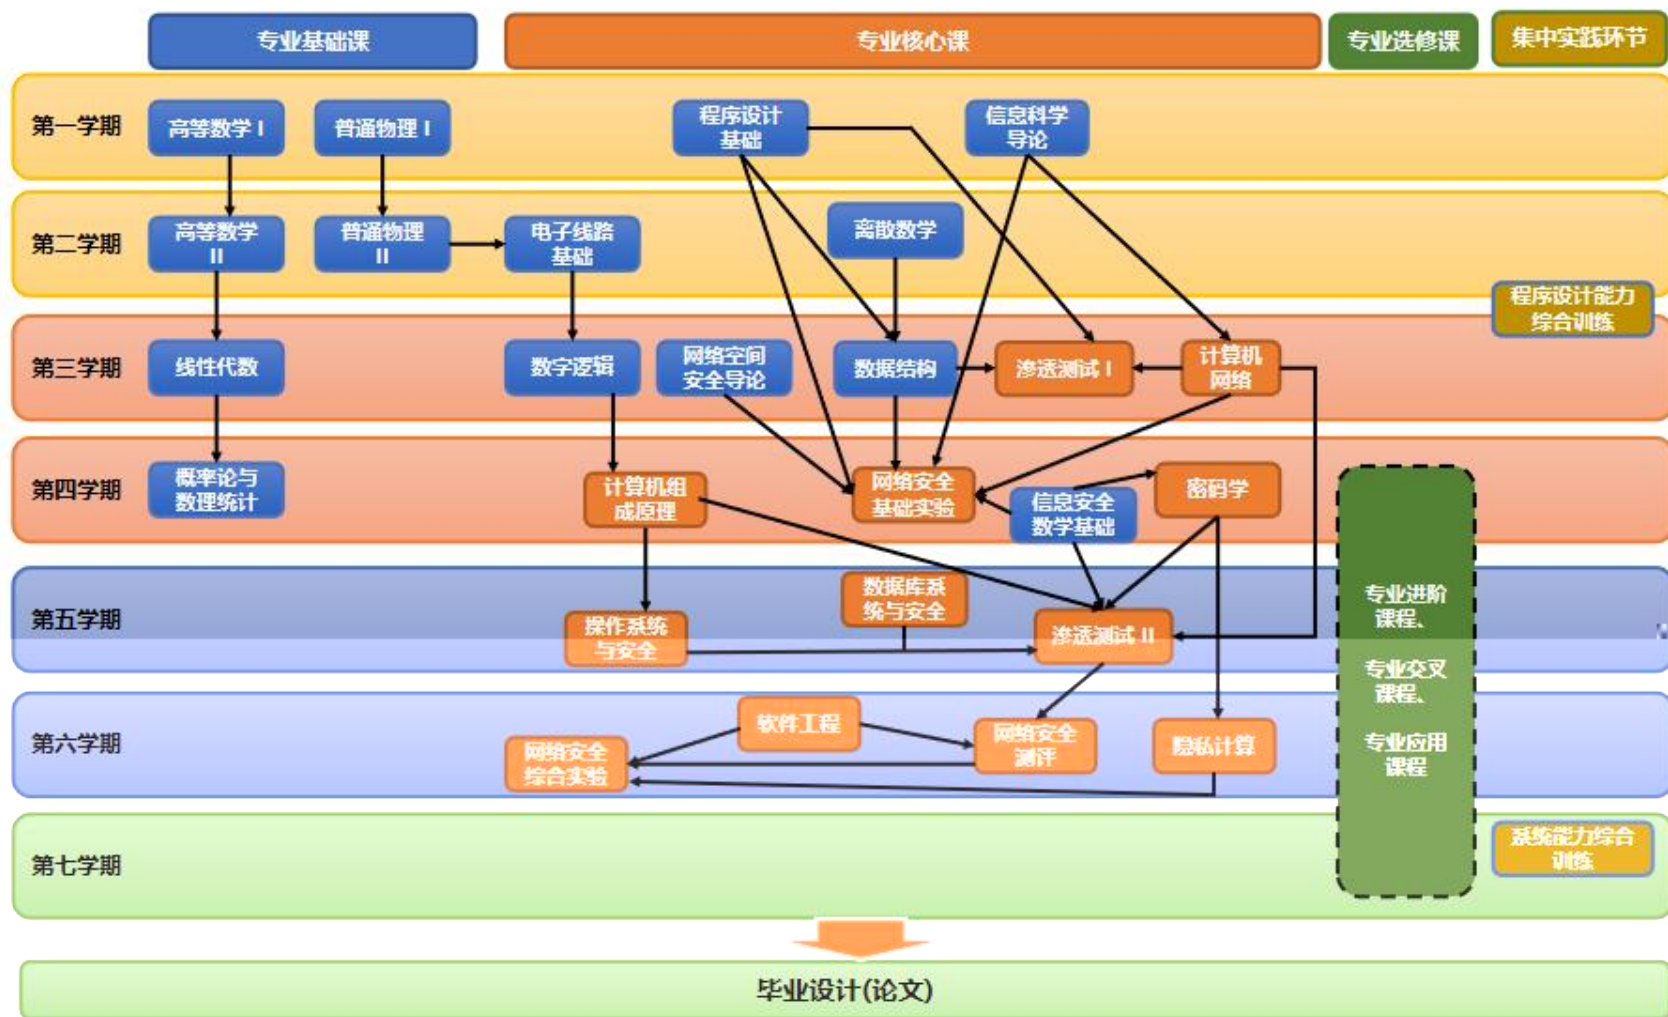 专业基础课
专业核心课
专业选修课
集中实践环节
第一学期
高等数学 I
普通物理 I
程序设计
基础
信息科学
导论
第二学期
高等数学
II
普通物理
II
电子线路
基础
离散数学
程序设计能力
综合训练
第三学期
线性代数
数字逻辑
网络空间
安全导论
数据结构
渗透测试 I
计算机
网络
第四学期
概率论与
数理统计
计算机组
成原理
网络安全
基础实验
信息安全
数学基础
密码学
第五学期
操作系统
与安全
数据库系
统与安全
渗透测试 II
专业进阶
课程、
专业交叉
课程、
专业应用
课程
第六学期
网络安全
综合实验
软件工程
网络安全
测评
隐私计算
第七学期
系统能力综合
训练
毕业设计(论文)